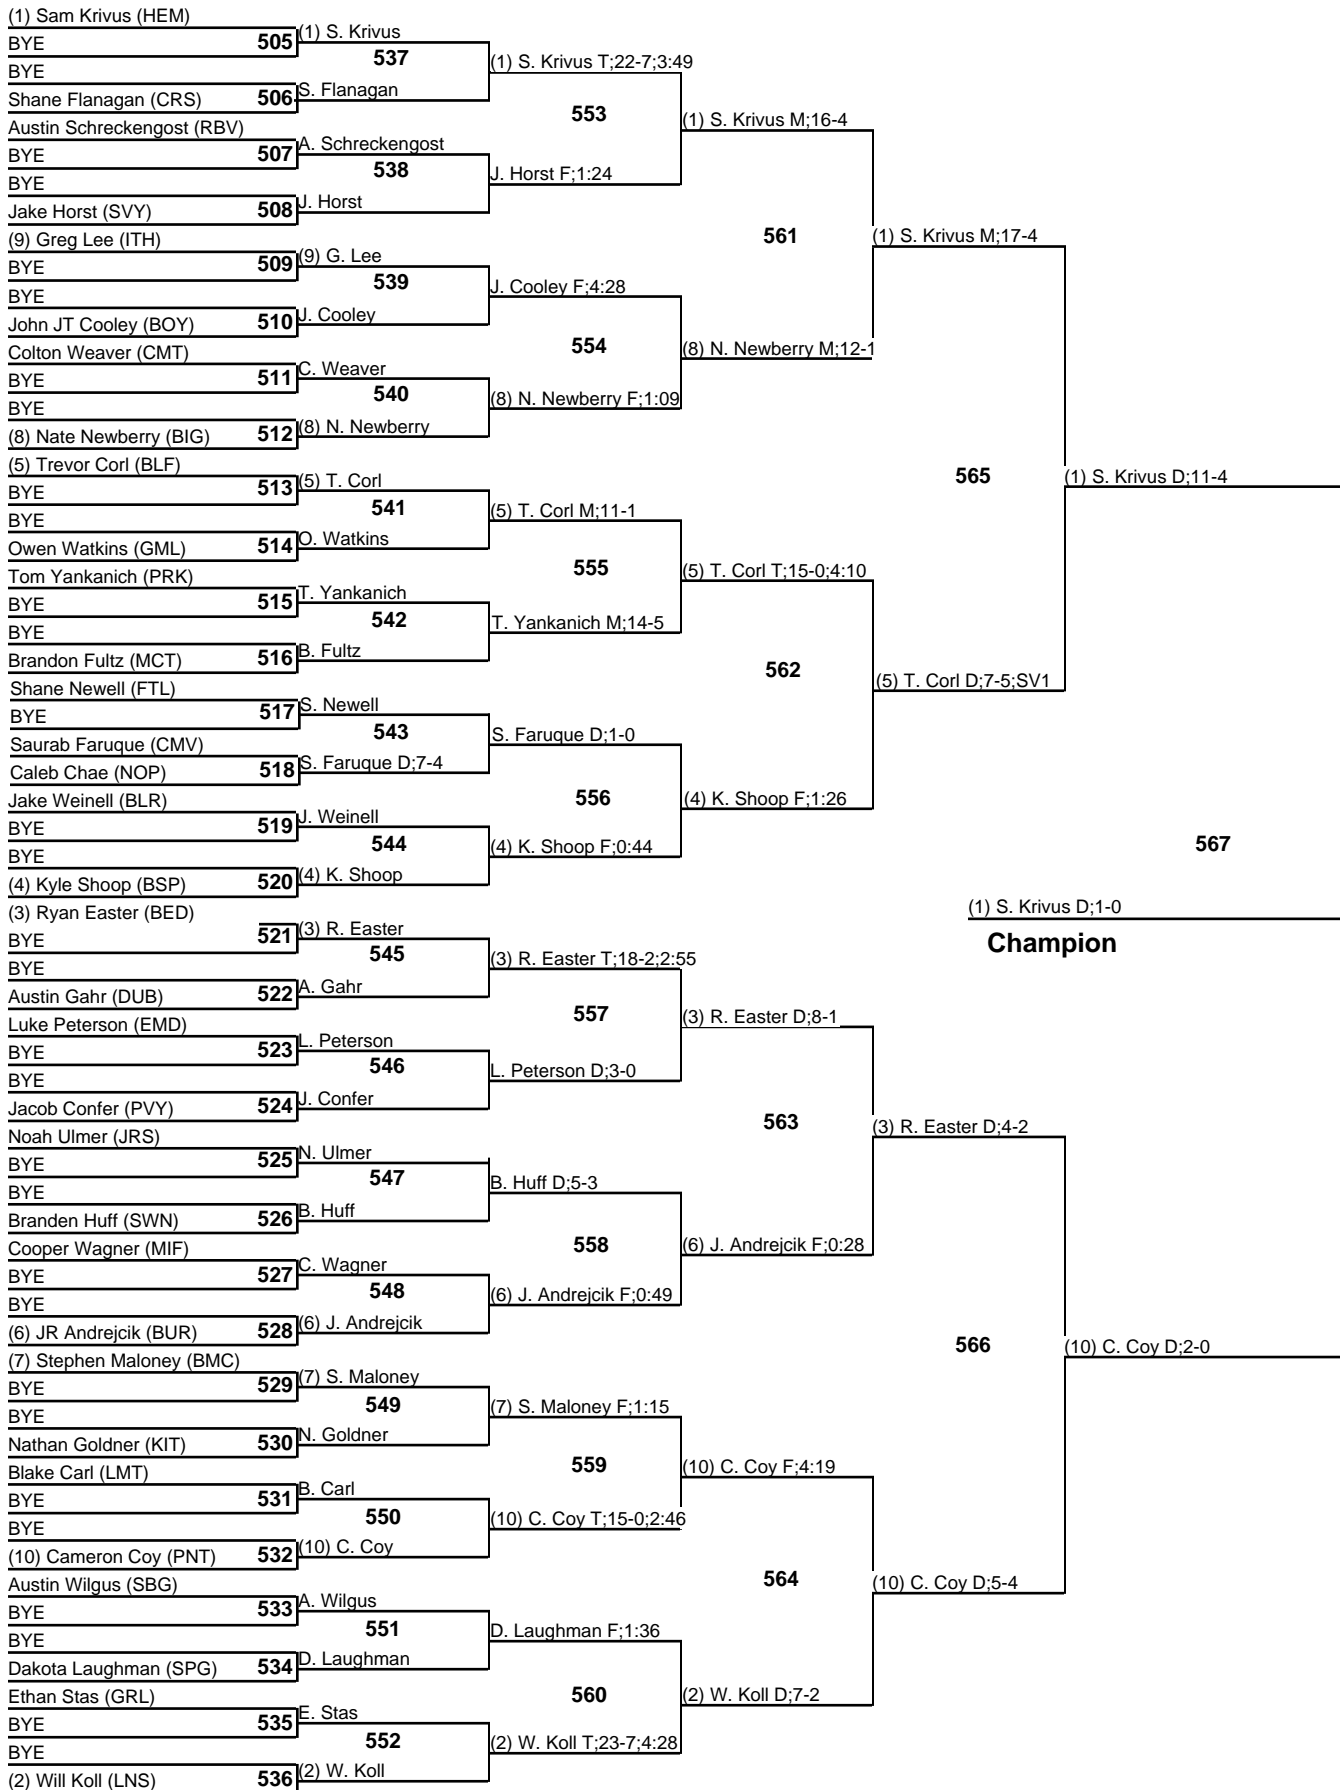 (1) Sam Krivus (HEM)
BYE
505
(1) S. Krivus
537
BYE
Shane Flanagan (CRS)
506
S. Flanagan
(1) S. Krivus T;22-7;3:49
553
Austin Schreckengost (RBV)
BYE
507
A. Schreckengost
538
BYE
Jake Horst (SVY)
508
J. Horst
J. Horst F;1:24
(1) S. Krivus M;16-4
561
(9) Greg Lee (ITH)
BYE
509
(9) G. Lee
539
BYE
John JT Cooley (BOY)
510
J. Cooley
J. Cooley F;4:28
554
Colton Weaver (CMT)
BYE
511
C. Weaver
540
BYE
(8) Nate Newberry (BIG)
512
(8) N. Newberry
(8) N. Newberry F;1:09
(8) N. Newberry M;12-1
(1) S. Krivus M;17-4
565
(5) Trevor Corl (BLF)
BYE
513
(5) T. Corl
541
BYE
Owen Watkins (GML)
514
O. Watkins
(5) T. Corl M;11-1
555
Tom Yankanich (PRK)
BYE
515
T. Yankanich
542
BYE
Brandon Fultz (MCT)
516
B. Fultz
T. Yankanich M;14-5
(5) T. Corl T;15-0;4:10
562
Shane Newell (FTL)
BYE
517
S. Newell
543
Saurab Faruque (CMV)
Caleb Chae (NOP)
518
S. Faruque D;7-4
S. Faruque D;1-0
556
Jake Weinell (BLR)
BYE
519
J. Weinell
544
BYE
(4) Kyle Shoop (BSP)
520
(4) K. Shoop
(4) K. Shoop F;0:44
(4) K. Shoop F;1:26
(5) T. Corl D;7-5;SV1
(1) S. Krivus D;11-4
567
(1) S. Krivus D;1-0
Champion
(3) Ryan Easter (BED)
BYE
521
(3) R. Easter
545
BYE
Austin Gahr (DUB)
522
A. Gahr
(3) R. Easter T;18-2;2:55
557
Luke Peterson (EMD)
BYE
523
L. Peterson
546
BYE
Jacob Confer (PVY)
524
J. Confer
L. Peterson D;3-0
(3) R. Easter D;8-1
563
Noah Ulmer (JRS)
BYE
525
N. Ulmer
547
BYE
Branden Huff (SWN)
526
B. Huff
B. Huff D;5-3
558
Cooper Wagner (MIF)
BYE
527
C. Wagner
548
BYE
(6) JR Andrejcik (BUR)
528
(6) J. Andrejcik
(6) J. Andrejcik F;0:49
(6) J. Andrejcik F;0:28
(3) R. Easter D;4-2
566
(7) Stephen Maloney (BMC)
BYE
529
(7) S. Maloney
549
BYE
Nathan Goldner (KIT)
530
N. Goldner
(7) S. Maloney F;1:15
559
Blake Carl (LMT)
BYE
531
B. Carl
550
BYE
(10) Cameron Coy (PNT)
532
(10) C. Coy
(10) C. Coy T;15-0;2:46
(10) C. Coy F;4:19
564
Austin Wilgus (SBG)
BYE
533
A. Wilgus
551
BYE
Dakota Laughman (SPG)
534
D. Laughman
D. Laughman F;1:36
560
Ethan Stas (GRL)
BYE
535
E. Stas
552
BYE
(2) Will Koll (LNS)
536
(2) W. Koll
(2) W. Koll T;23-7;4:28
(2) W. Koll D;7-2
(10) C. Coy D;5-4
(10) C. Coy D;2-0